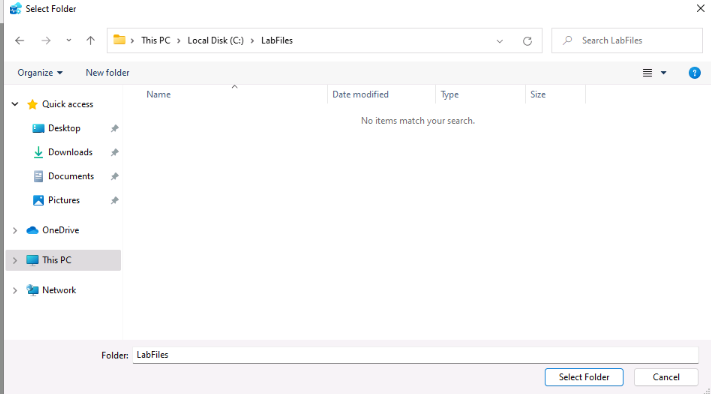 Select Folder
This PC > Local Disk (C:) > LabFiles
Search LabFiles
Organize
New folder
Name
Date modified
Type
Size
No items match your search.
Quick access
Desktop
Downloads
Documents
Pictures
OneDrive
This PC
Network
Folder: LabFiles
Select Folder
Cancel